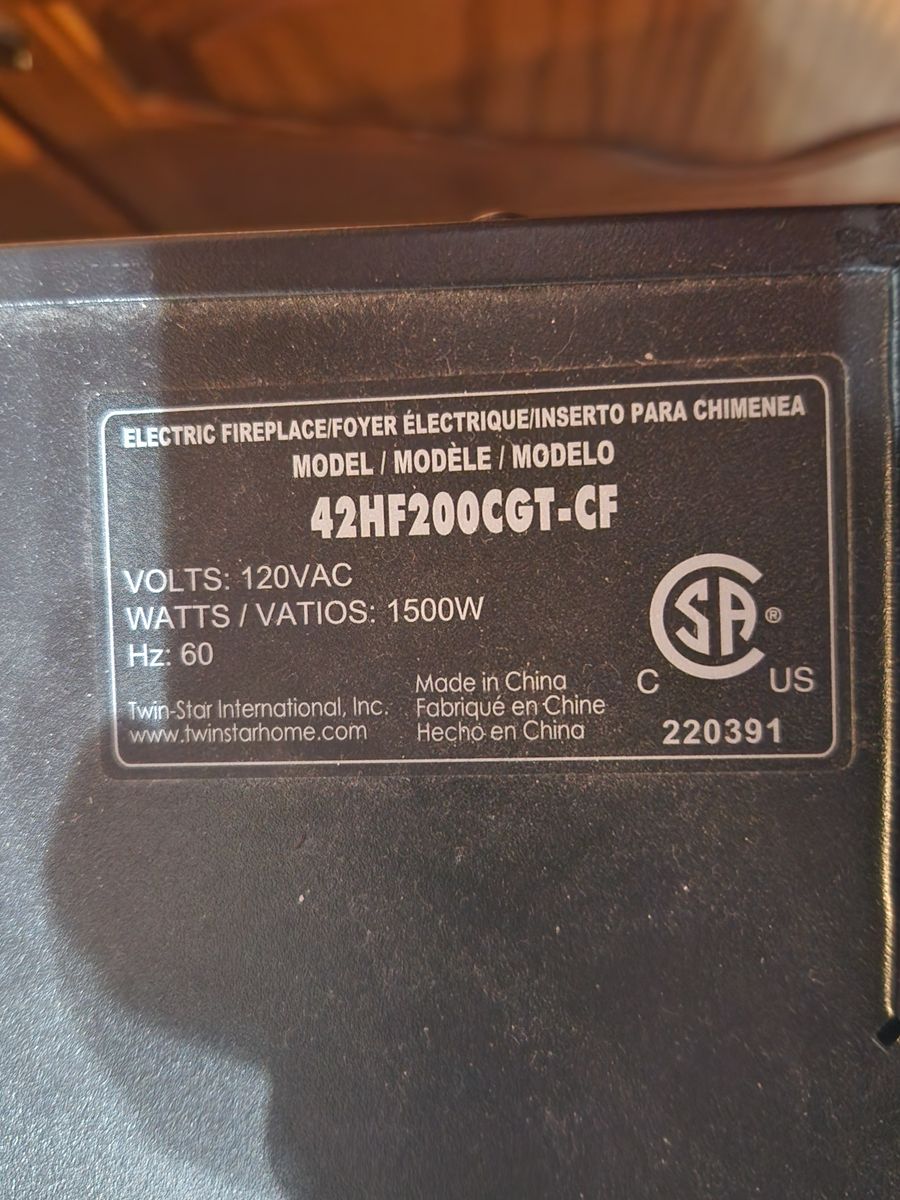 ELECTRIC FIREPLACE/FOYER ÉLECTRIQUE/INSERTO PARA CHIMENEA
MODEL / MODÈLE / MODELO
42HF200CGT-CF
VOLTS: 120VAC
WATTS / VATIOS: 1500W
Hz: 60
Twin-Star International, Inc.
www.twinstarhome.com
Made in China
Fabriqué en Chine
Hecho en China
CSA®
C US
220391